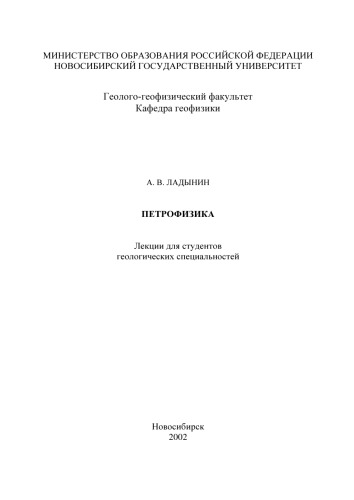 МИНИСТЕРСТВО ОБРАЗОВАНИЯ РОССИЙСКОЙ ФЕДЕРАЦИИ
НОВОСИБИРСКИЙ ГОСУДАРСТВЕННЫЙ УНИВЕРСИТЕТ
Геолого-геофизический факультет
Кафедра геофизики
А. В. ЛАДЫНИН
ПЕТРОФИЗИКА
Лекции для студентов
геологических специальностей
Новосибирск
2002